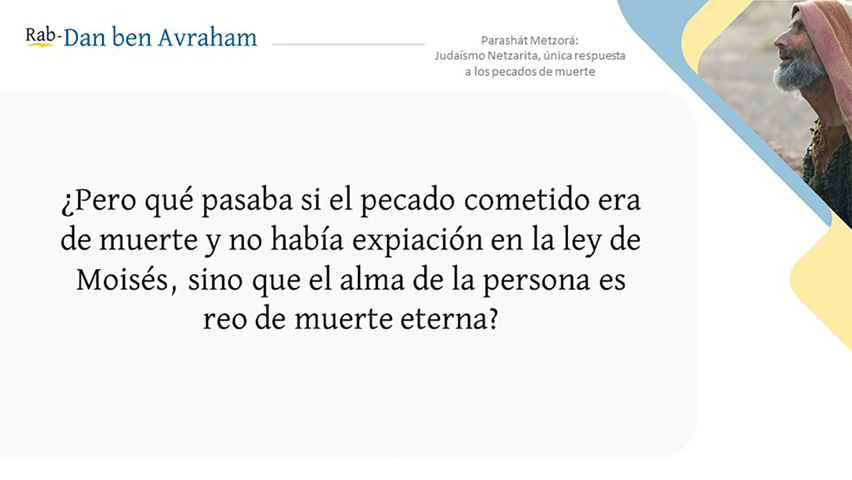 Rab-Dan ben Avraham
Parashát Metzorá:
Judaísmo Netzarita, única respuesta
a los pecados de muerte
¿Pero qué pasaba si el pecado cometido era
de muerte y no había expiación en la ley de
Moisés, sino que el alma de la persona es
reo de muerte eterna?